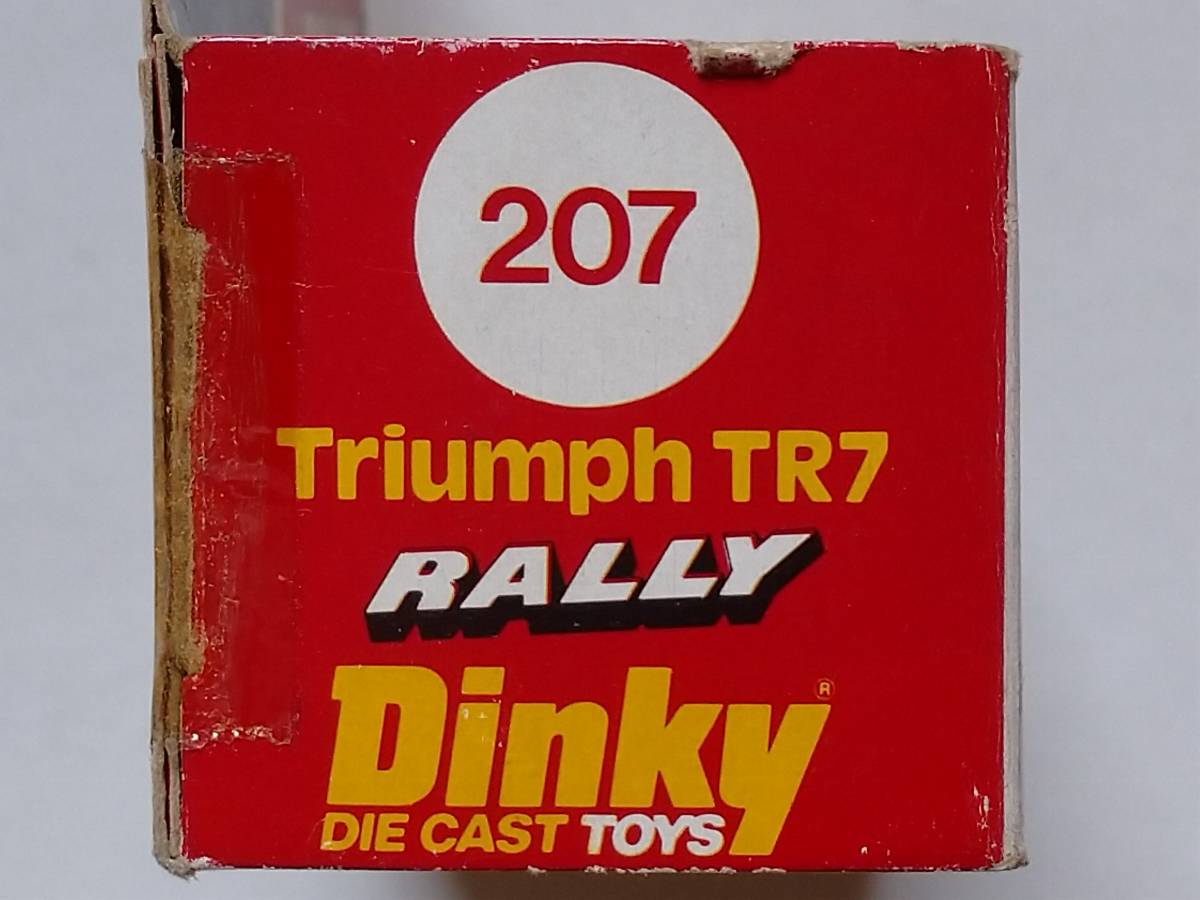 207
Triumph TR7
RALLY
Dinky®
DIE CAST TOYS